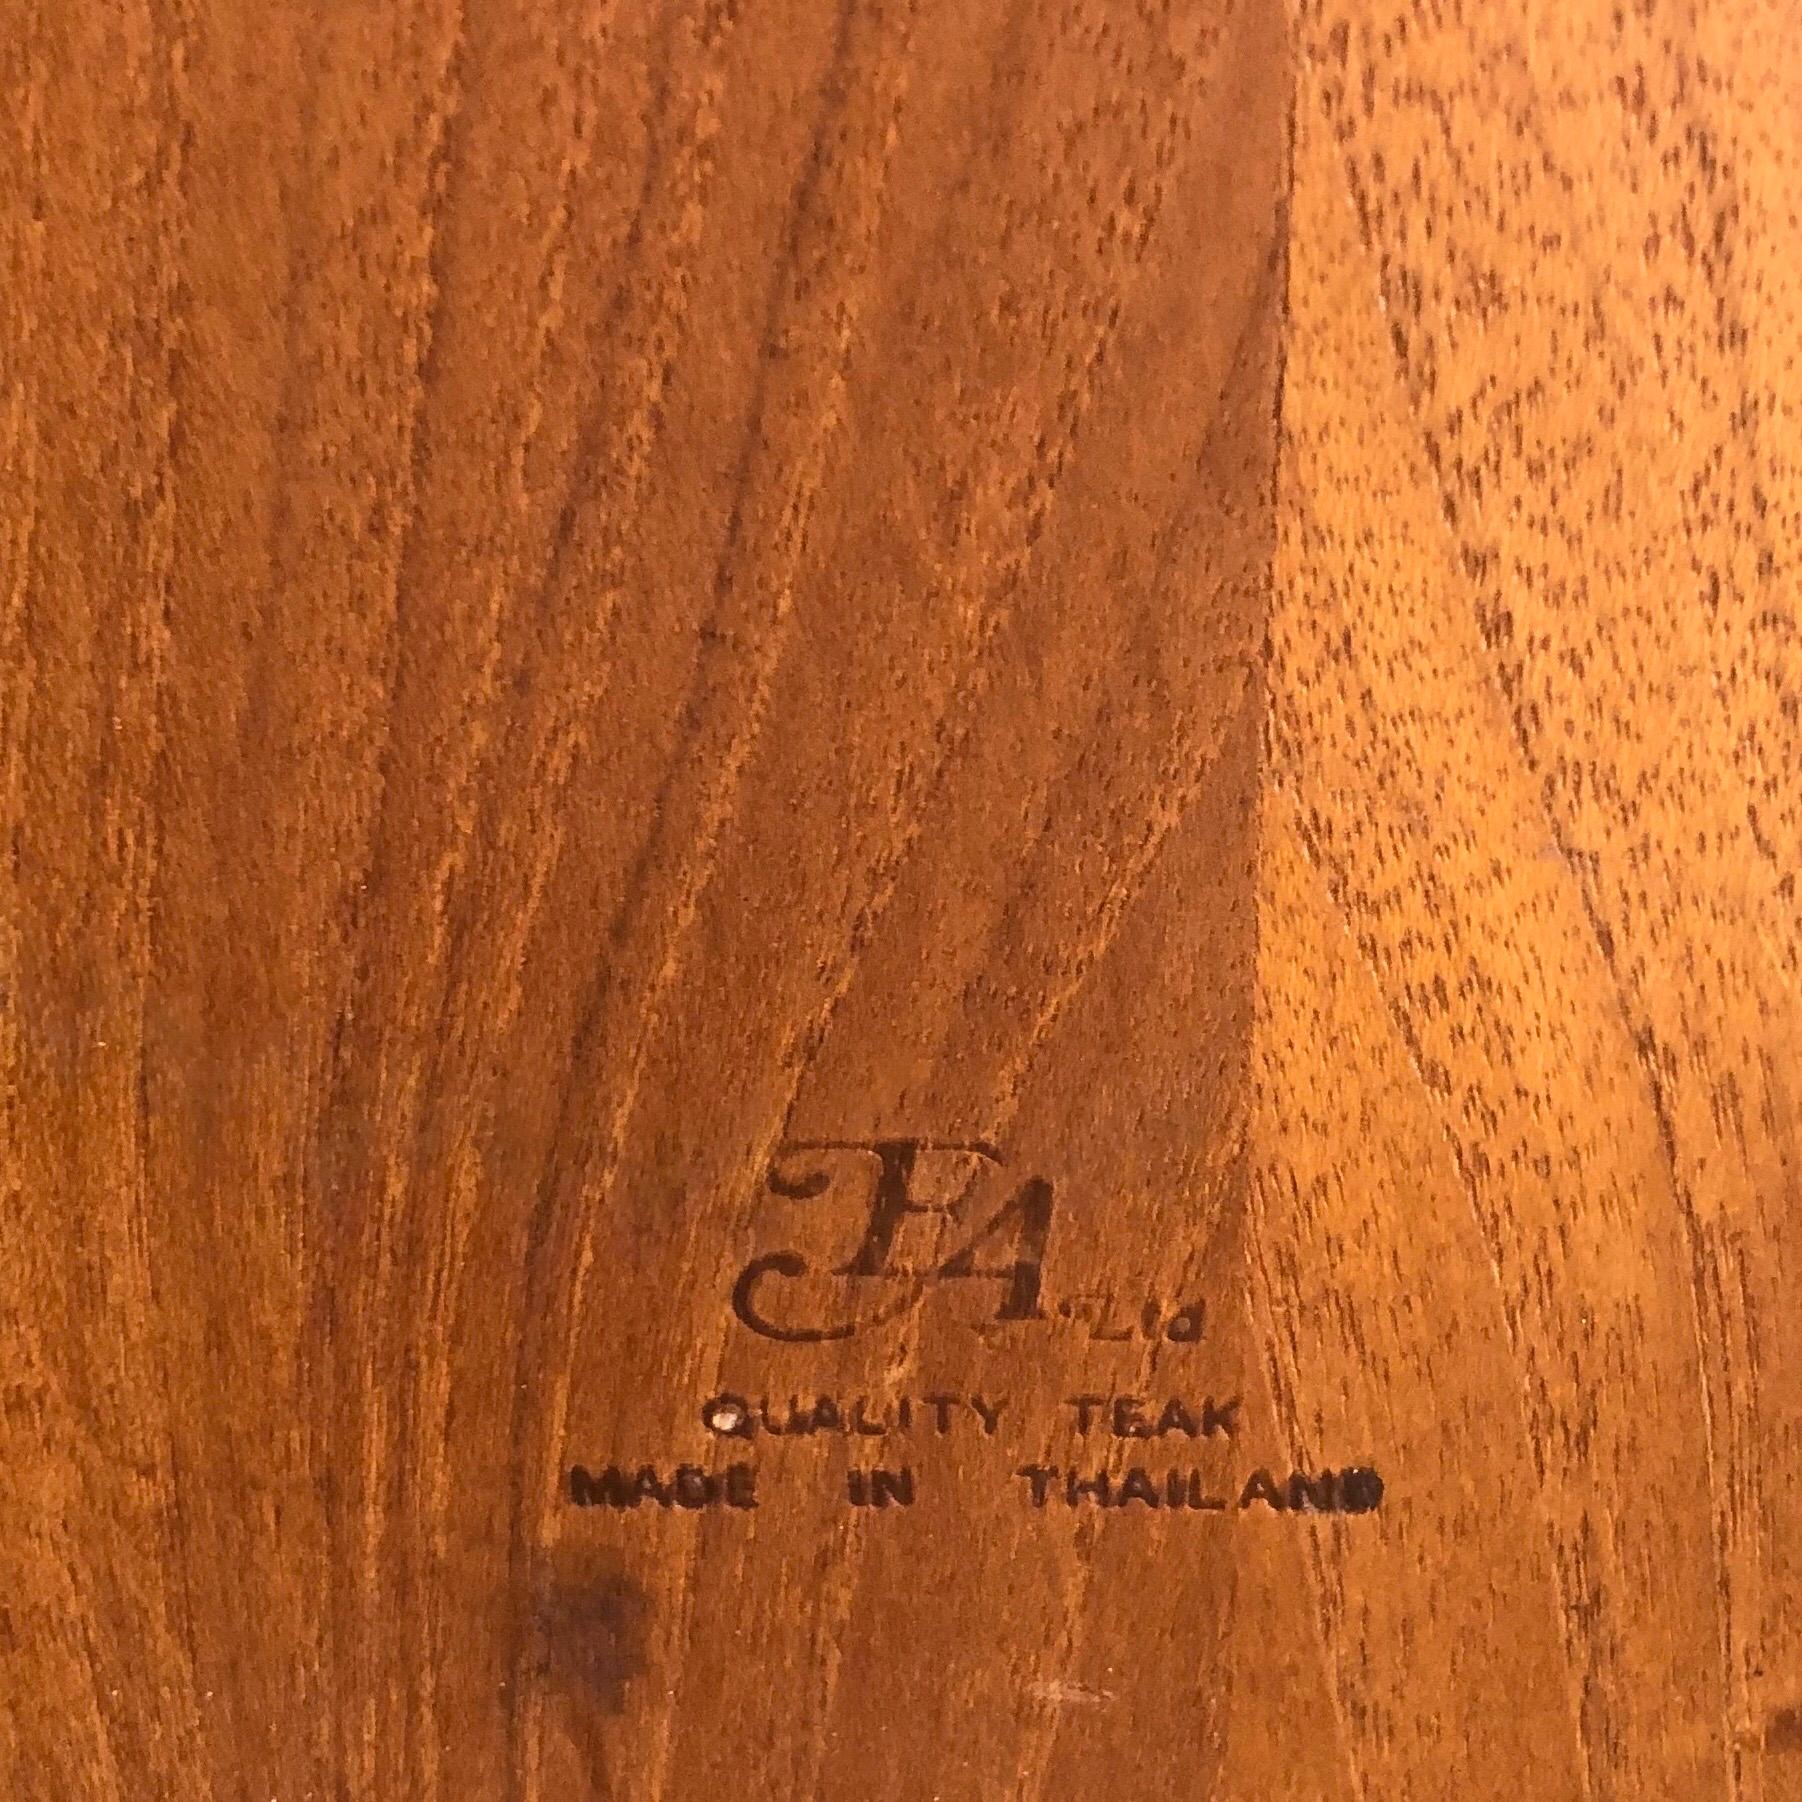 FA Ltd
QUALITY TEAK
MADE IN THAILAND